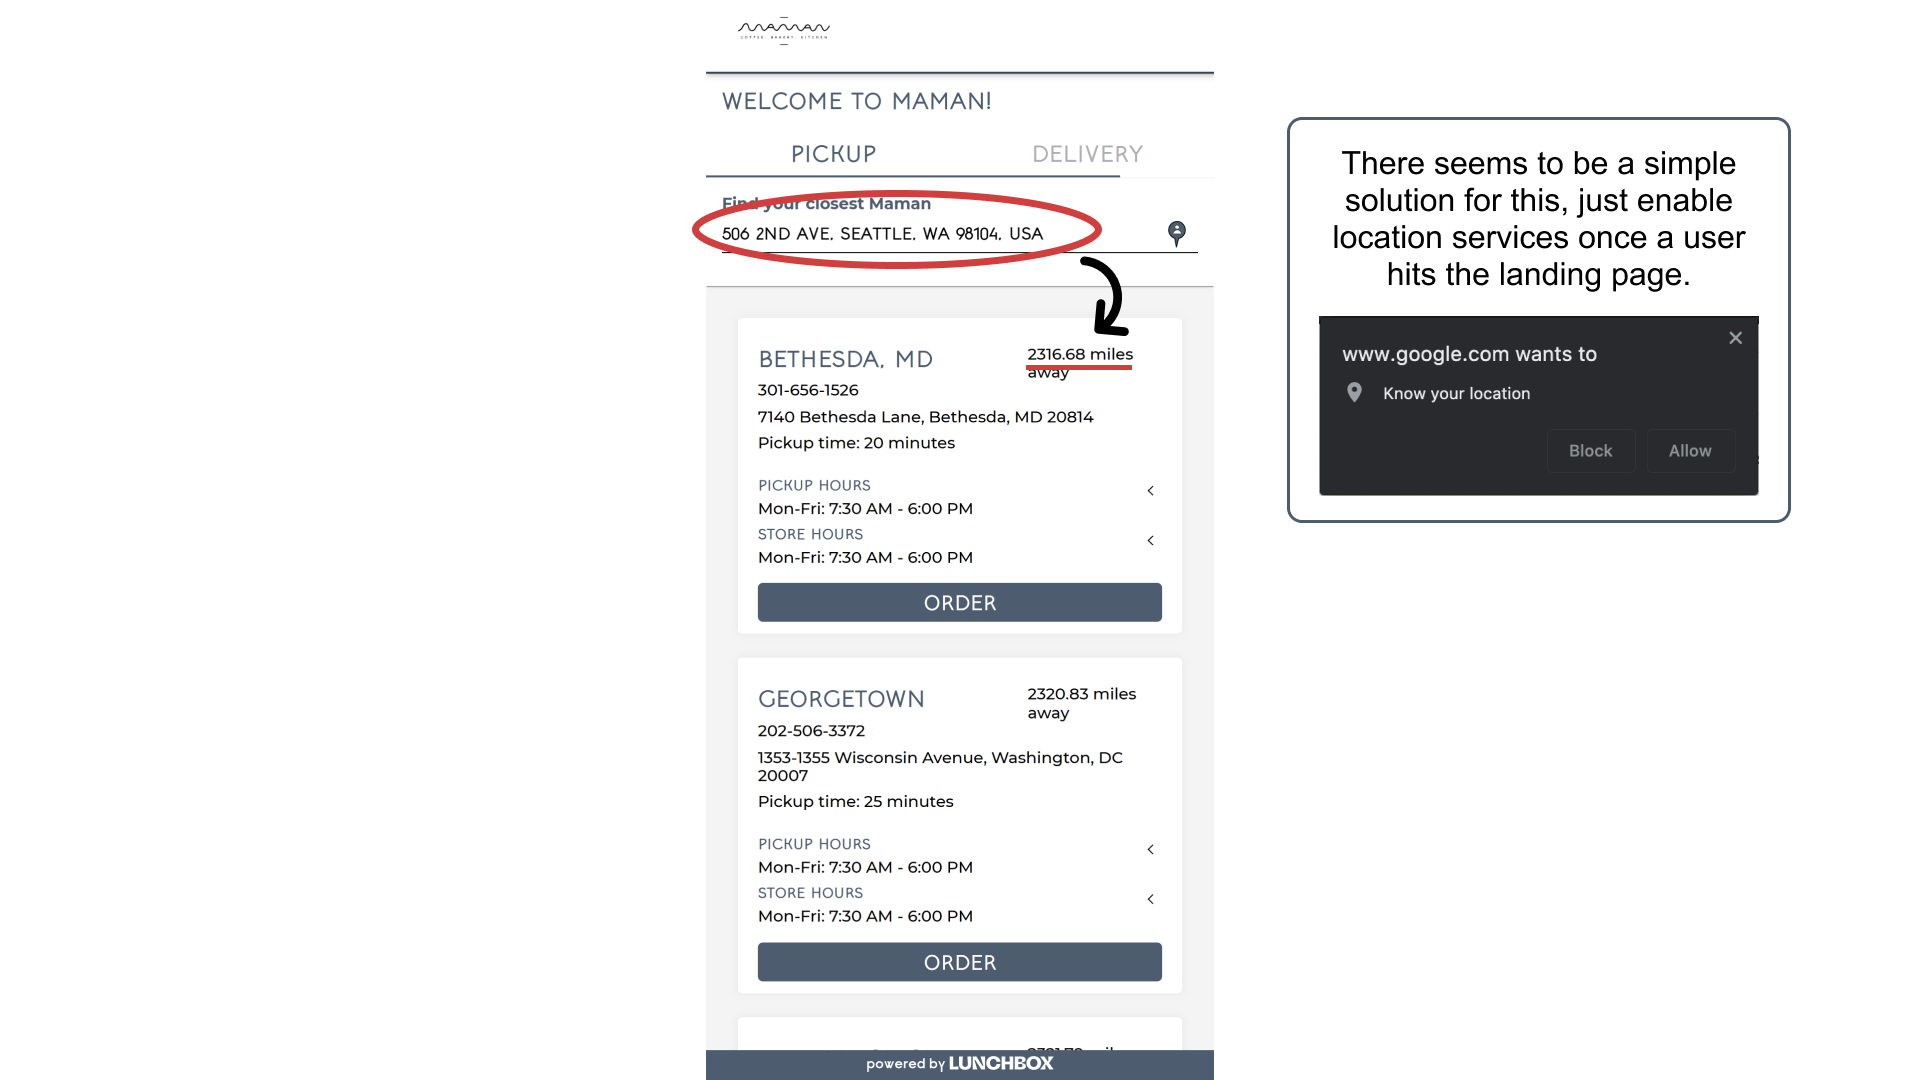 MAMAN
COFFEE. BAKERY. KITCHEN
WELCOME TO MAMAN!
PICKUP
DELIVERY
Find your closest Maman
506 2ND AVE, SEATTLE, WA 98104, USA
BETHESDA, MD
2316.68 miles
away
301-656-1526
7140 Bethesda Lane, Bethesda, MD 20814
Pickup time: 20 minutes
PICKUP HOURS
Mon-Fri: 7:30 AM - 6:00 PM
STORE HOURS
Mon-Fri: 7:30 AM - 6:00 PM
ORDER
GEORGETOWN
2320.83 miles
away
202-506-3372
1353-1355 Wisconsin Avenue, Washington, DC
20007
Pickup time: 25 minutes
PICKUP HOURS
Mon-Fri: 7:30 AM - 6:00 PM
STORE HOURS
Mon-Fri: 7:30 AM - 6:00 PM
ORDER
powered by LUNCHBOX
There seems to be a simple
solution for this, just enable
location services once a user
hits the landing page.
www.google.com wants to
Know your location
Block
Allow